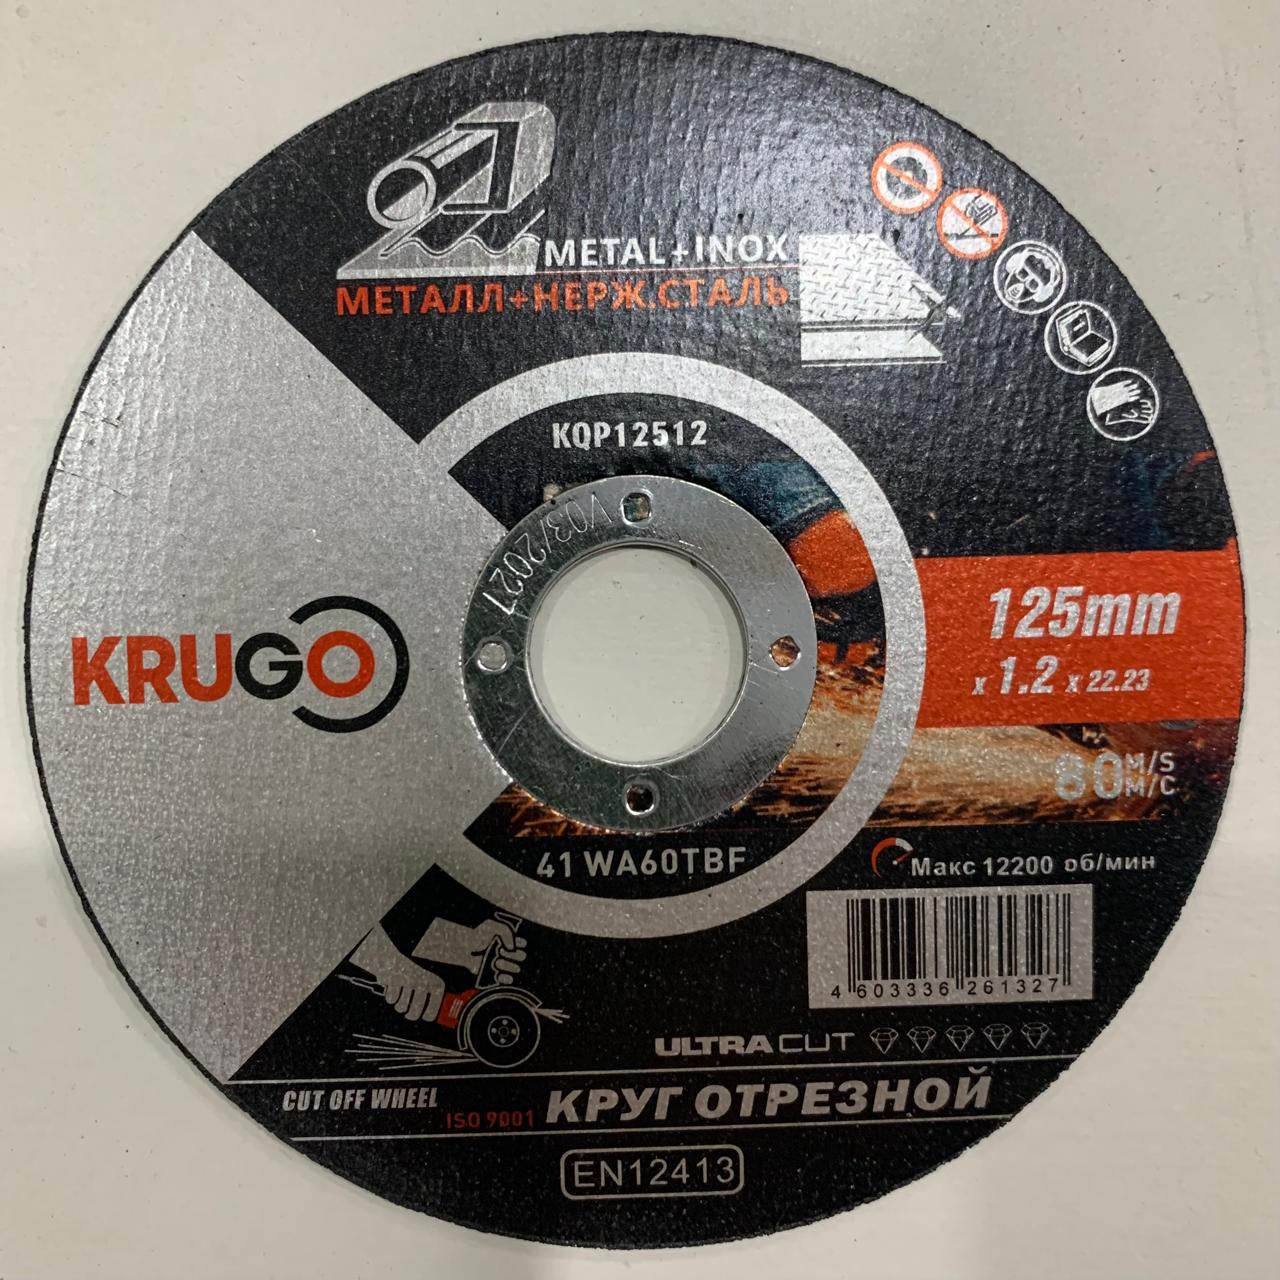 METAL+INOX
МЕТАЛЛ+НЕРЖ.СТАЛЬ
KQP12512
V03/2027
KRUGO
125mm
x 1.2 x 22.23
80 M/S
М/С
41 WA60TBF
Макс 12200 об/мин
4 603336 261327
ULTRA CUT
CUT OFF WHEEL
ISO 9001
КРУГ ОТРЕЗНОЙ
EN12413